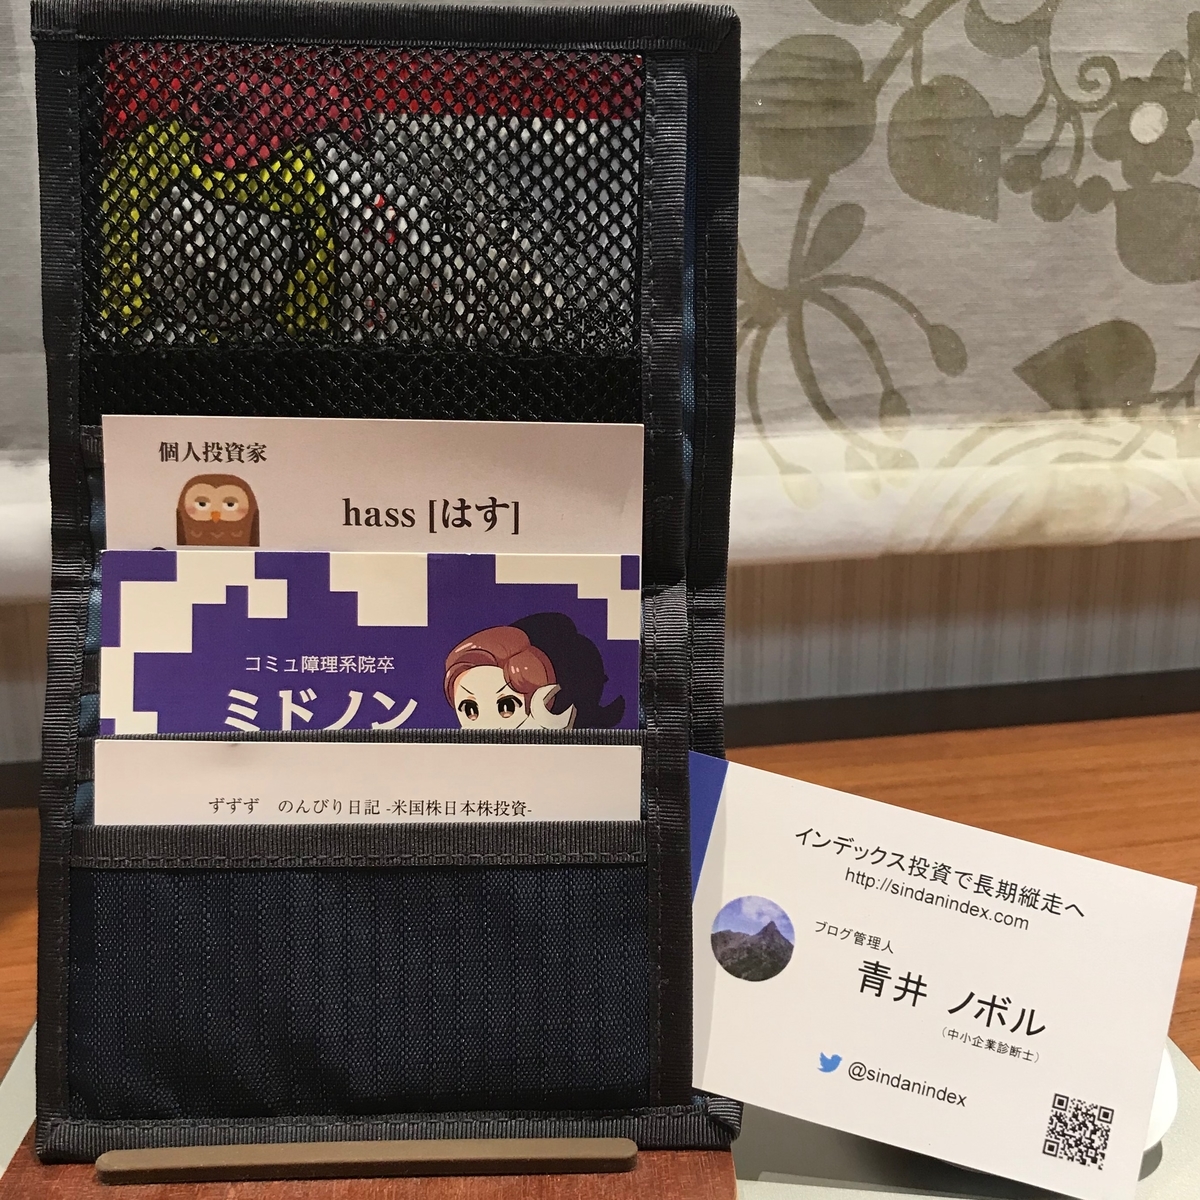 個人投資家
hass [はす]
コミュ障理系院卒
ミドノン
ずずず　のんびり日記 -米国株日本株投資-
インデックス投資で長期縦走へ
http://sindanindex.com
ブログ管理人
青井 ノボル
(中小企業診断士)
@sindanindex